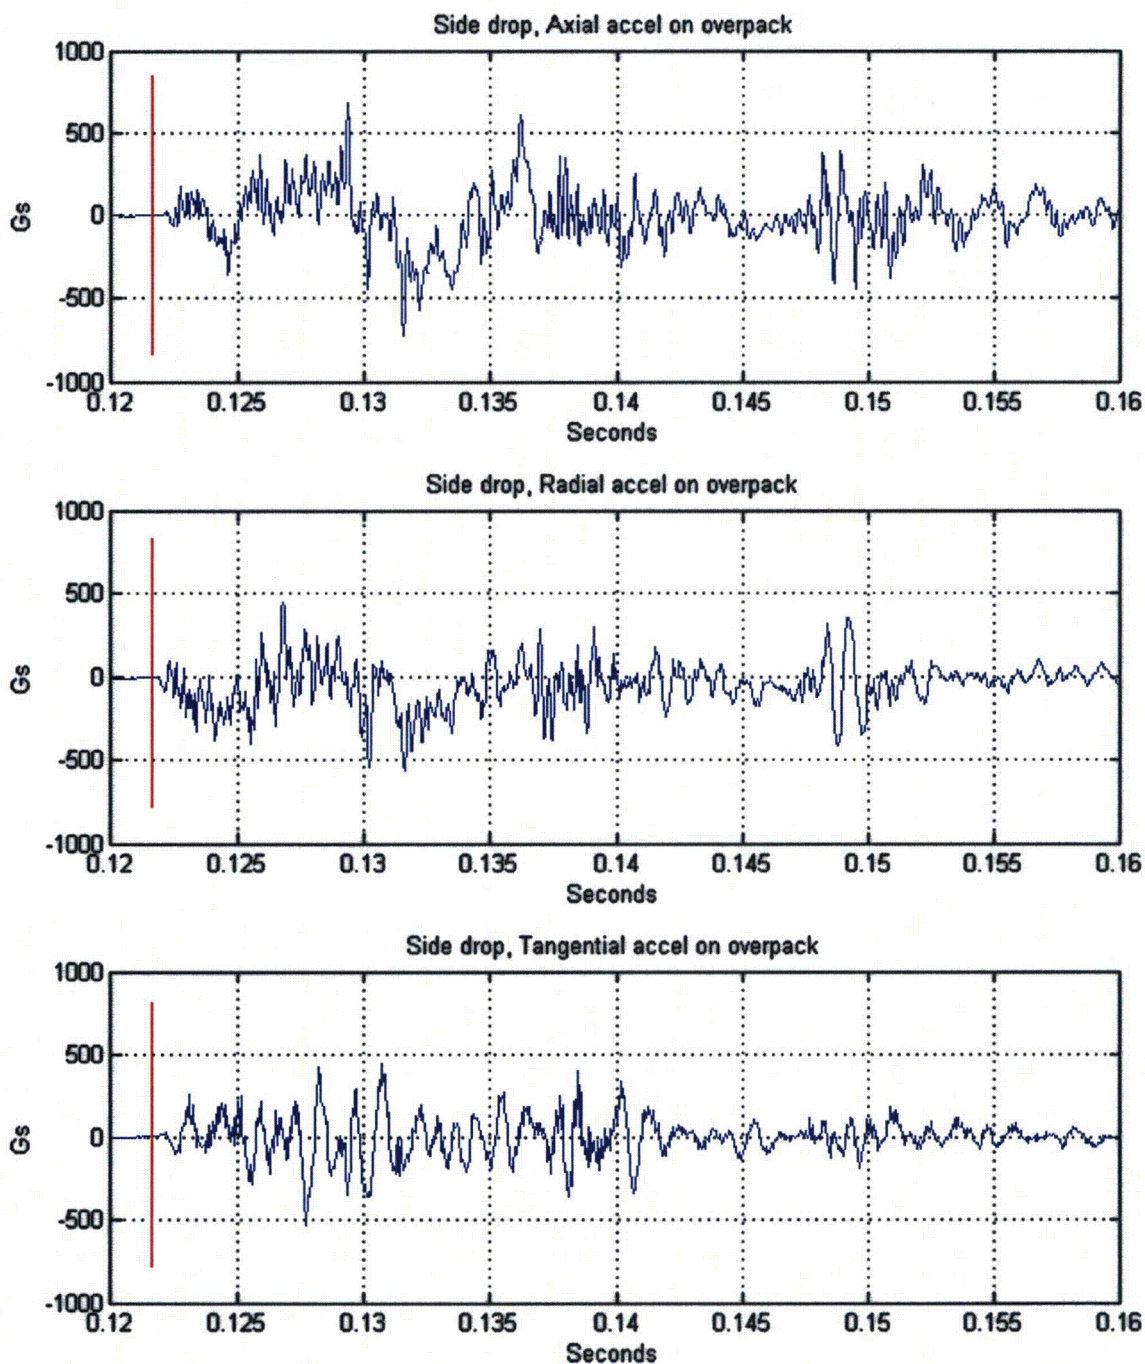 Side drop, Axial accel on overpack
1000
500
0
-500
-1000
Gs
0.12 0.125 0.13 0.135 0.14 0.145 0.15 0.155 0.16
Seconds
Side drop, Radial accel on overpack
1000
500
0
-500
-1000
Gs
0.12 0.125 0.13 0.135 0.14 0.145 0.15 0.155 0.16
Seconds
Side drop, Tangential accel on overpack
1000
500
0
-500
-1000
Gs
0.12 0.125 0.13 0.135 0.14 0.145 0.15 0.155 0.16
Seconds